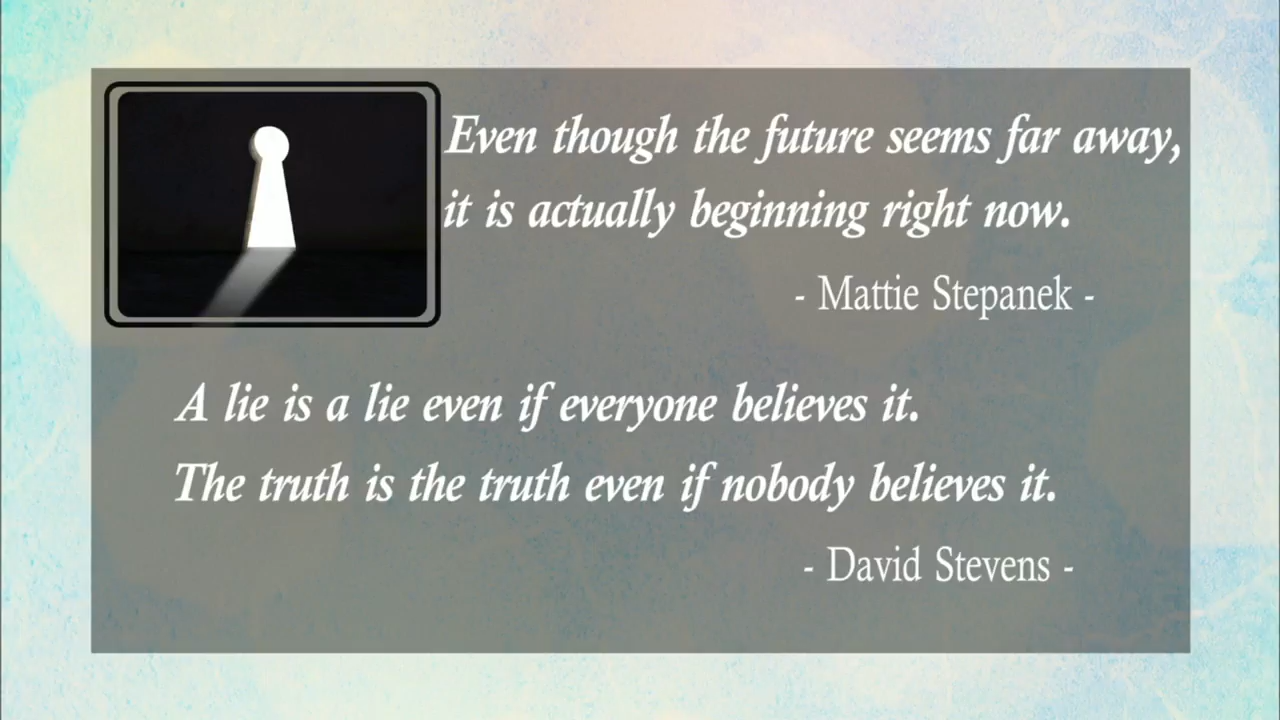 Even though the future seems far away,
it is actually beginning right now.
- Mattie Stepanek -
A lie is a lie even if everyone believes it.
The truth is the truth even if nobody believes it.
- David Stevens -